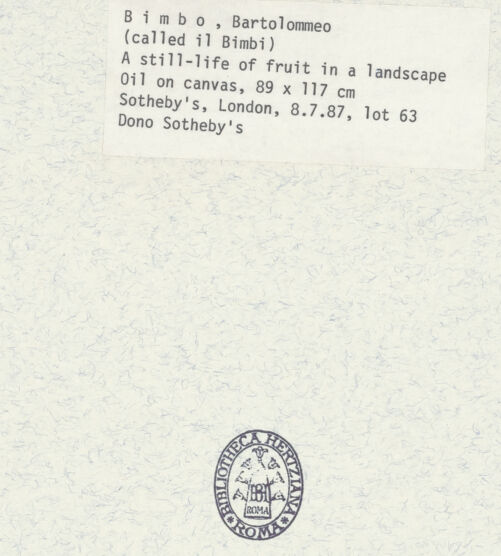 B i m b o , Bartolommeo
(called il Bimbi)
A still-life of fruit in a landscape
Oil on canvas, 89 x 117 cm
Sotheby's, London, 8.7.87, lot 63
Dono Sotheby's
BIBLIOTHECA HERTZIANA
ROMA
*ROMA*